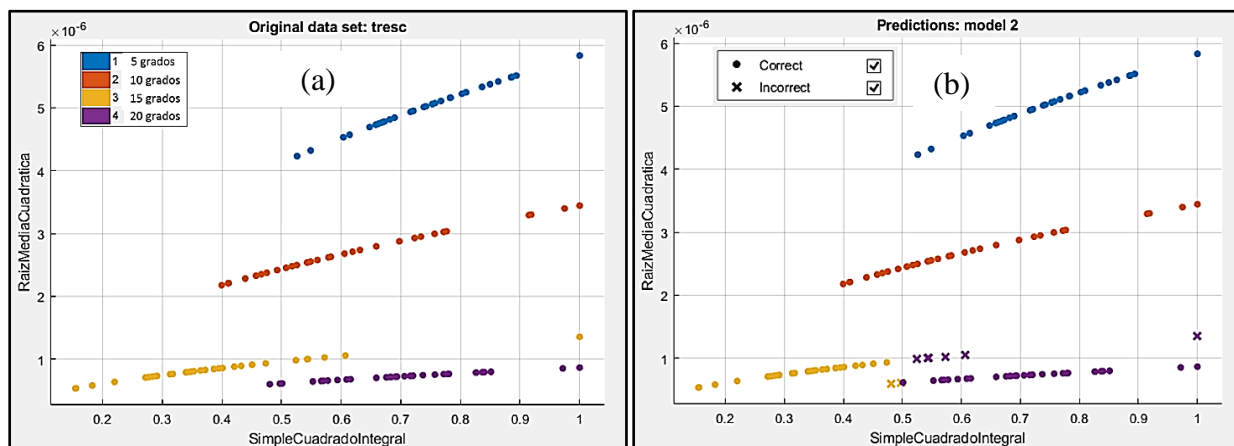 Original data set: tresc
×10⁻⁶
(a)
1 5 grados
2 10 grados
3 15 grados
4 20 grados
RaizMediaCuadratica
6
5
4
3
2
1
0.2 0.3 0.4 0.5 0.6 0.7 0.8 0.9 1
SimpleCuadradoIntegral
Predictions: model 2
×10⁻⁶
(b)
Correct
Incorrect
RaizMediaCuadratica
6
5
4
3
2
1
0.2 0.3 0.4 0.5 0.6 0.7 0.8 0.9 1
SimpleCuadradoIntegral